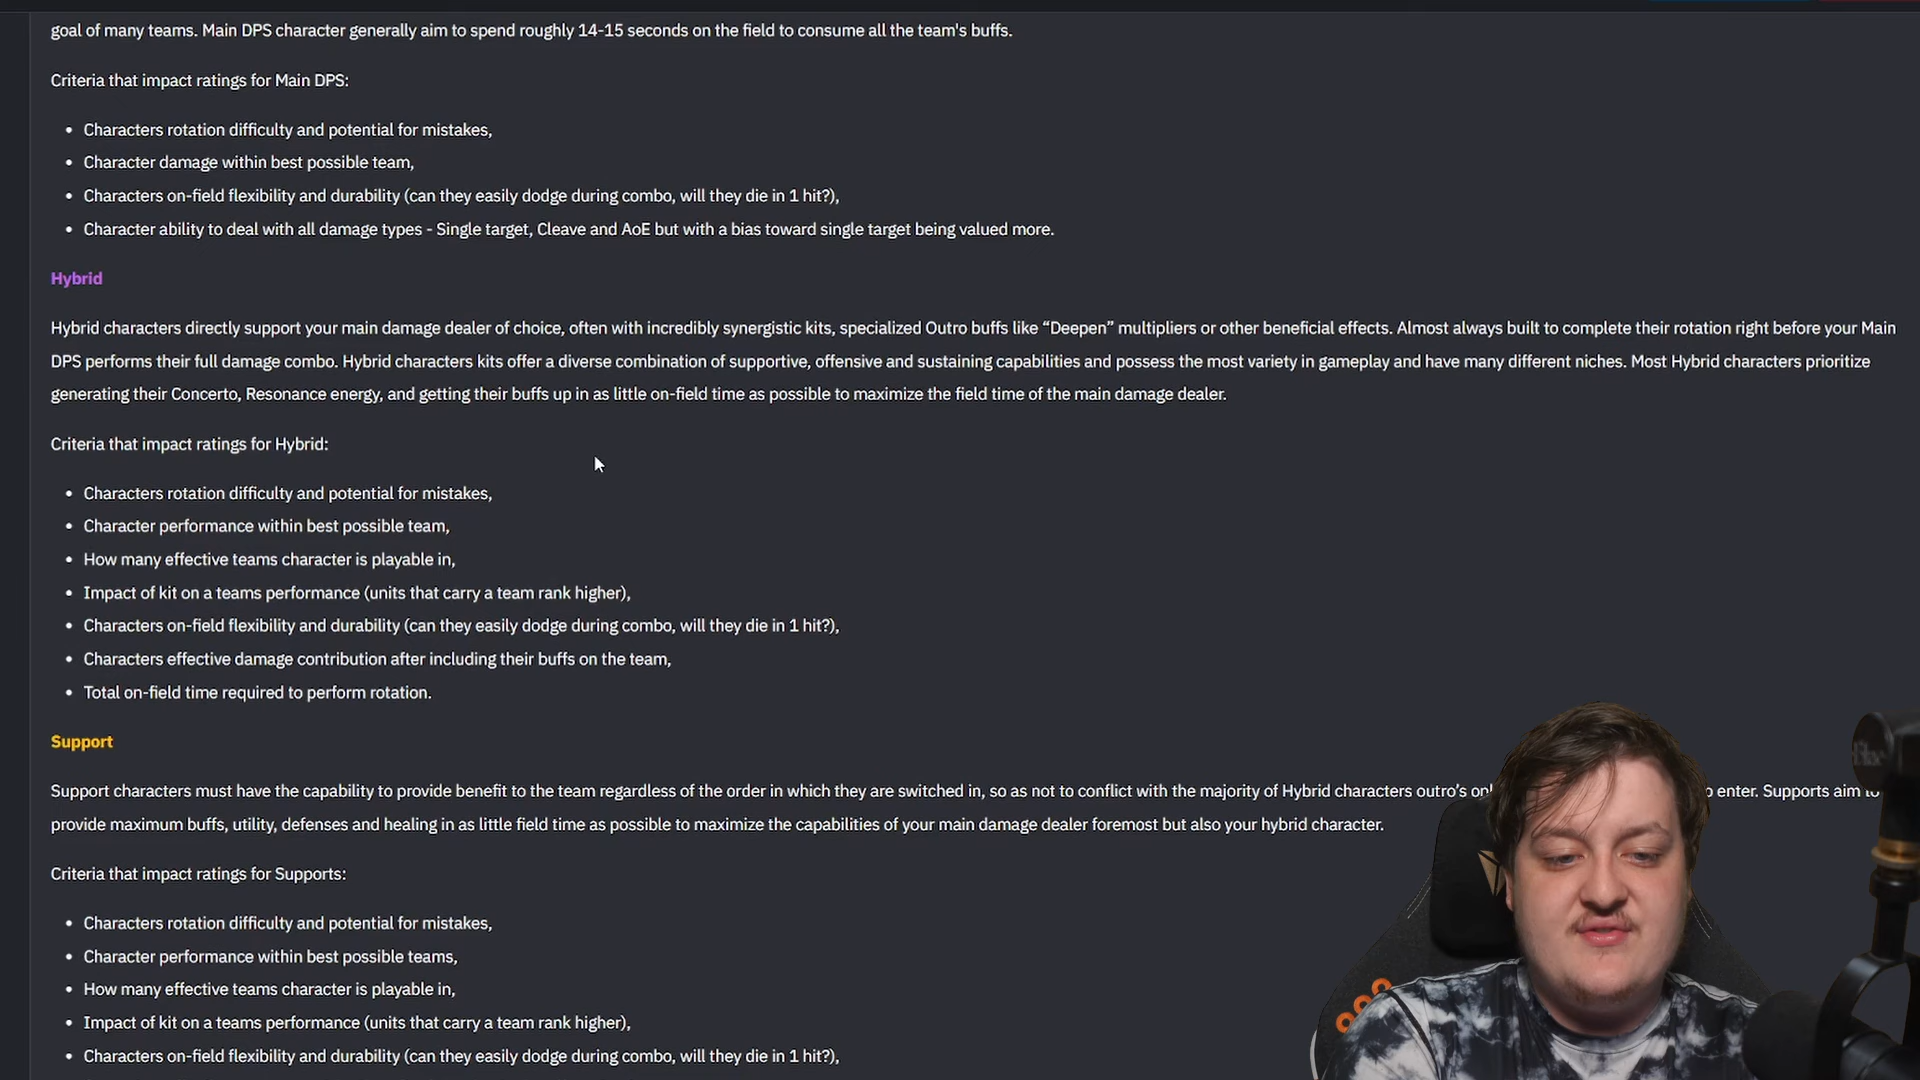 goal of many teams. Main DPS character generally aim to spend roughly 14-15 seconds on the field to consume all the team's buffs.
Criteria that impact ratings for Main DPS:
• Characters rotation difficulty and potential for mistakes,
• Character damage within best possible team,
• Characters on-field flexibility and durability (can they easily dodge during combo, will they die in 1 hit?),
• Character ability to deal with all damage types - Single target, Cleave and AoE but with a bias toward single target being valued more.
Hybrid
Hybrid characters directly support your main damage dealer of choice, often with incredibly synergistic kits, specialized Outro buffs like “Deepen” multipliers or other beneficial effects. Almost always built to complete their rotation right before your Main
DPS performs their full damage combo. Hybrid characters kits offer a diverse combination of supportive, offensive and sustaining capabilities and possess the most variety in gameplay and have many different niches. Most Hybrid characters prioritize
generating their Concerto, Resonance energy, and getting their buffs up in as little on-field time as possible to maximize the field time of the main damage dealer.
Criteria that impact ratings for Hybrid:
• Characters rotation difficulty and potential for mistakes,
• Character performance within best possible team,
• How many effective teams character is playable in,
• Impact of kit on a teams performance (units that carry a team rank higher),
• Characters on-field flexibility and durability (can they easily dodge during combo, will they die in 1 hit?),
• Characters effective damage contribution after including their buffs on the team,
• Total on-field time required to perform rotation.
Support
Support characters must have the capability to provide benefit to the team regardless of the order in which they are switched in, so as not to conflict with the majority of Hybrid characters outro’s enter. Supports aim to
provide maximum buffs, utility, defenses and healing in as little field time as possible to maximize the capabilities of your main damage dealer foremost but also your hybrid character.
Criteria that impact ratings for Supports:
• Characters rotation difficulty and potential for mistakes,
• Character performance within best possible teams,
• How many effective teams character is playable in,
• Impact of kit on a teams performance (units that carry a team rank higher),
• Characters on-field flexibility and durability (can they easily dodge during combo, will they die in 1 hit?),